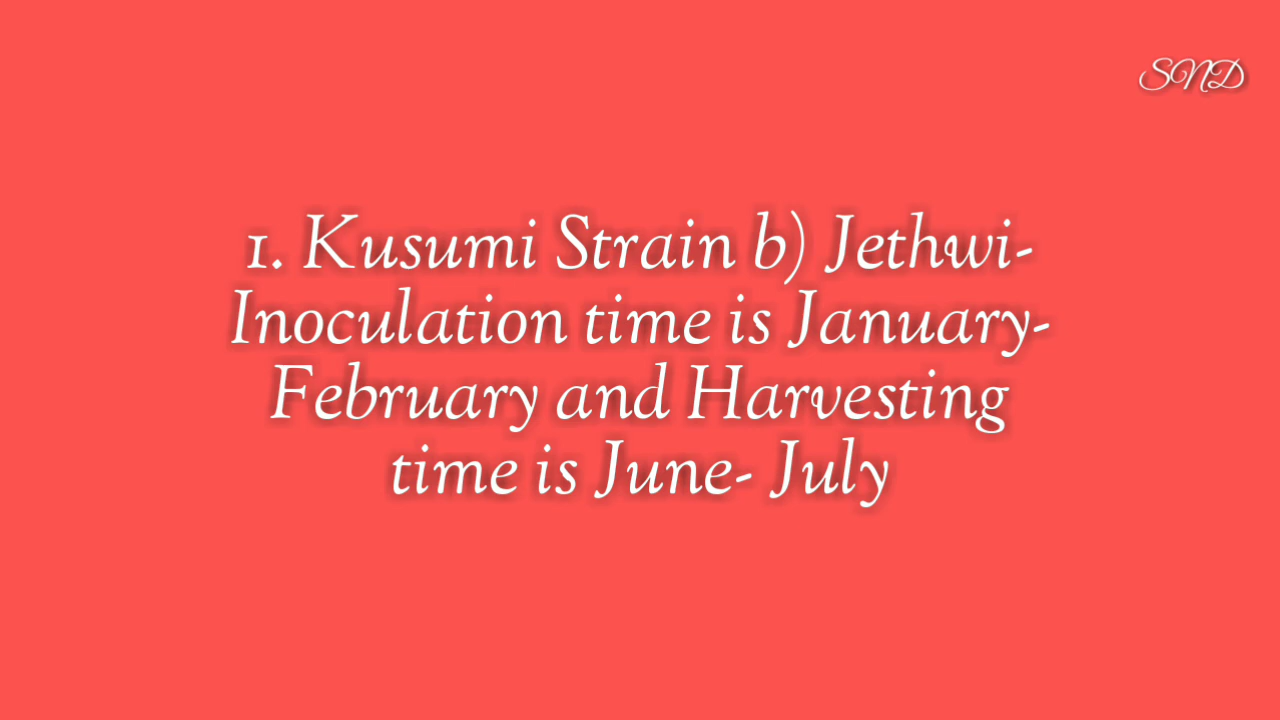 SND
1. Kusumi Strain b) Jethwi-
Inoculation time is January-
February and Harvesting
time is June- July